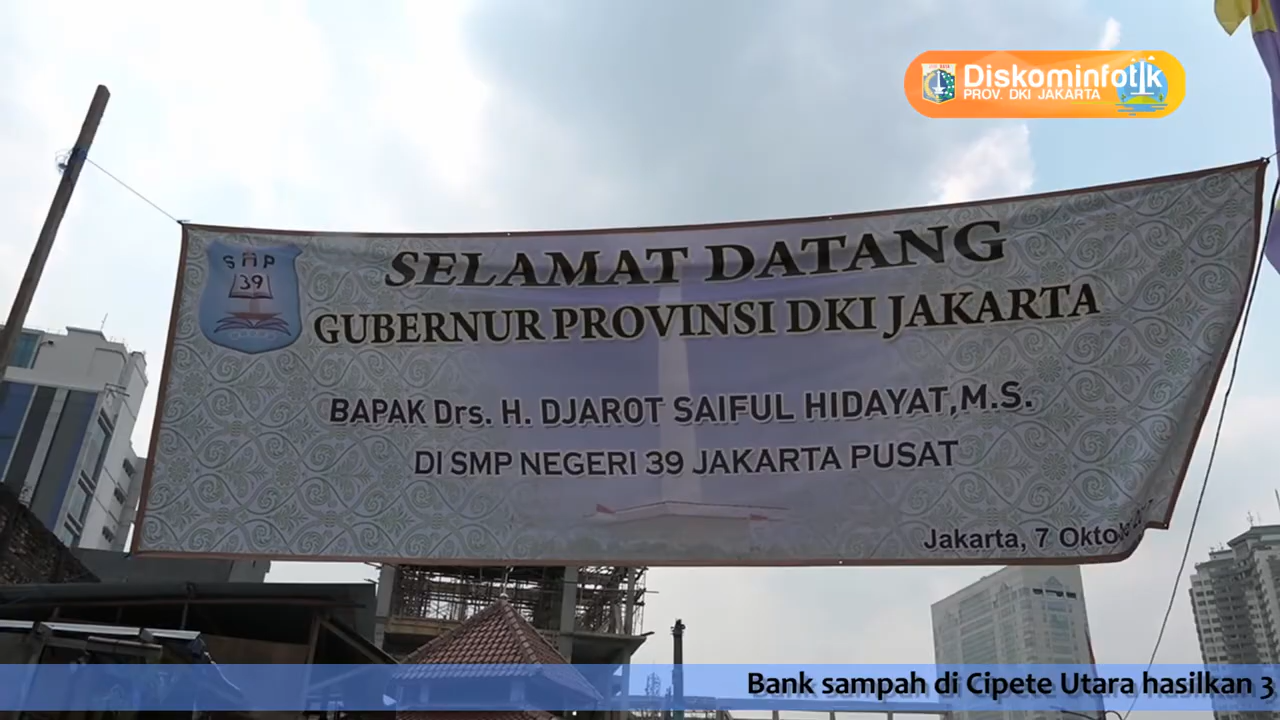 Diskominfotik
PROV. DKI JAKARTA
SMP
39
SELAMAT DATANG
GUBERNUR PROVINSI DKI JAKARTA
BAPAK Drs. H. DJAROT SAIFUL HIDAYAT, M.S.
DI SMP NEGERI 39 JAKARTA PUSAT
Jakarta, 7
Bank sampah di Cipete Utara hasilkan 3